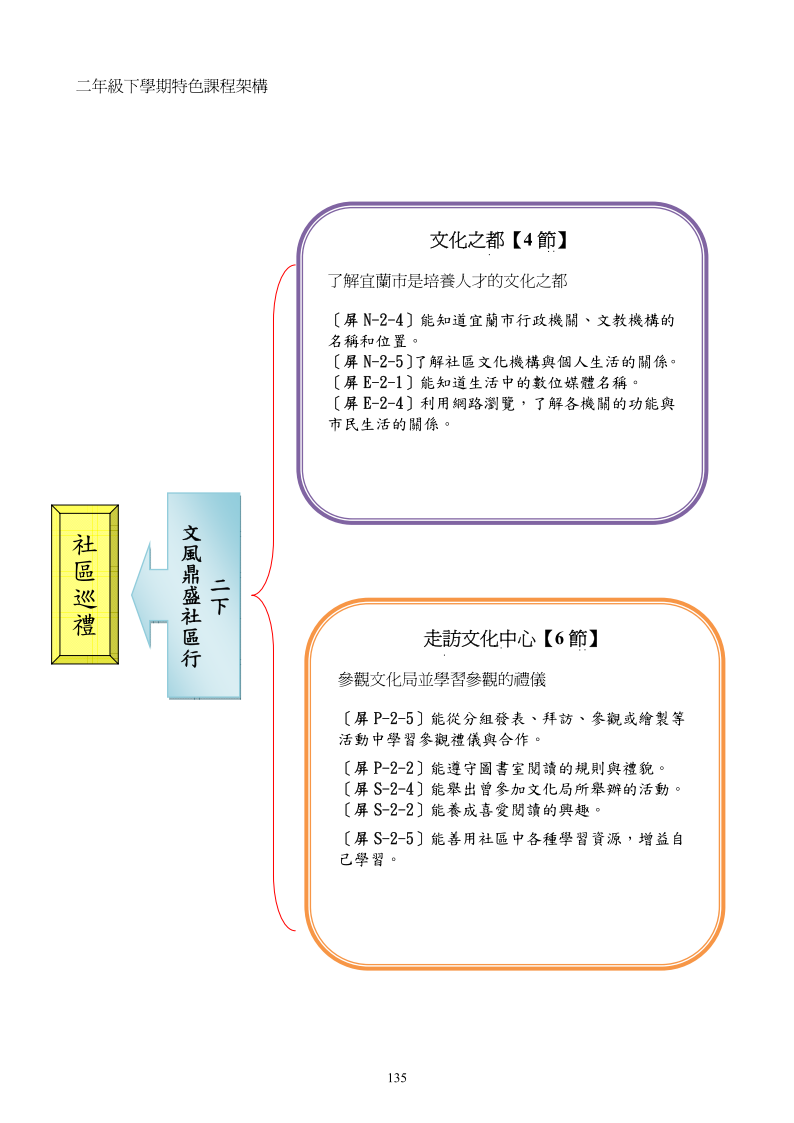 二年級下學期特色課程架構
文化之都【4 節】
了解宜蘭市是培養人才的文化之都
〔屏 N-2-4〕能知道宜蘭市行政機關、文教機構的
名稱和位置。
〔屏 N-2-5〕了解社區文化機構與個人生活的關係。
〔屏 E-2-1〕能知道生活中的數位媒體名稱。
〔屏 E-2-4〕利用網路瀏覽，了解各機關的功能與
市民生活的關係。
社區巡禮
二下
文風鼎盛社區行
走訪文化中心【6 節】
參觀文化局並學習參觀的禮儀
〔屏 P-2-5〕能從分組發表、拜訪、參觀或繪製等
活動中學習參觀禮儀與合作。
〔屏 P-2-2〕能遵守圖書室閱讀的規則與禮貌。
〔屏 S-2-4〕能舉出曾參加文化局所舉辦的活動。
〔屏 S-2-2〕能養成喜愛閱讀的興趣。
〔屏 S-2-5〕能善用社區中各種學習資源，增益自
己學習。
135